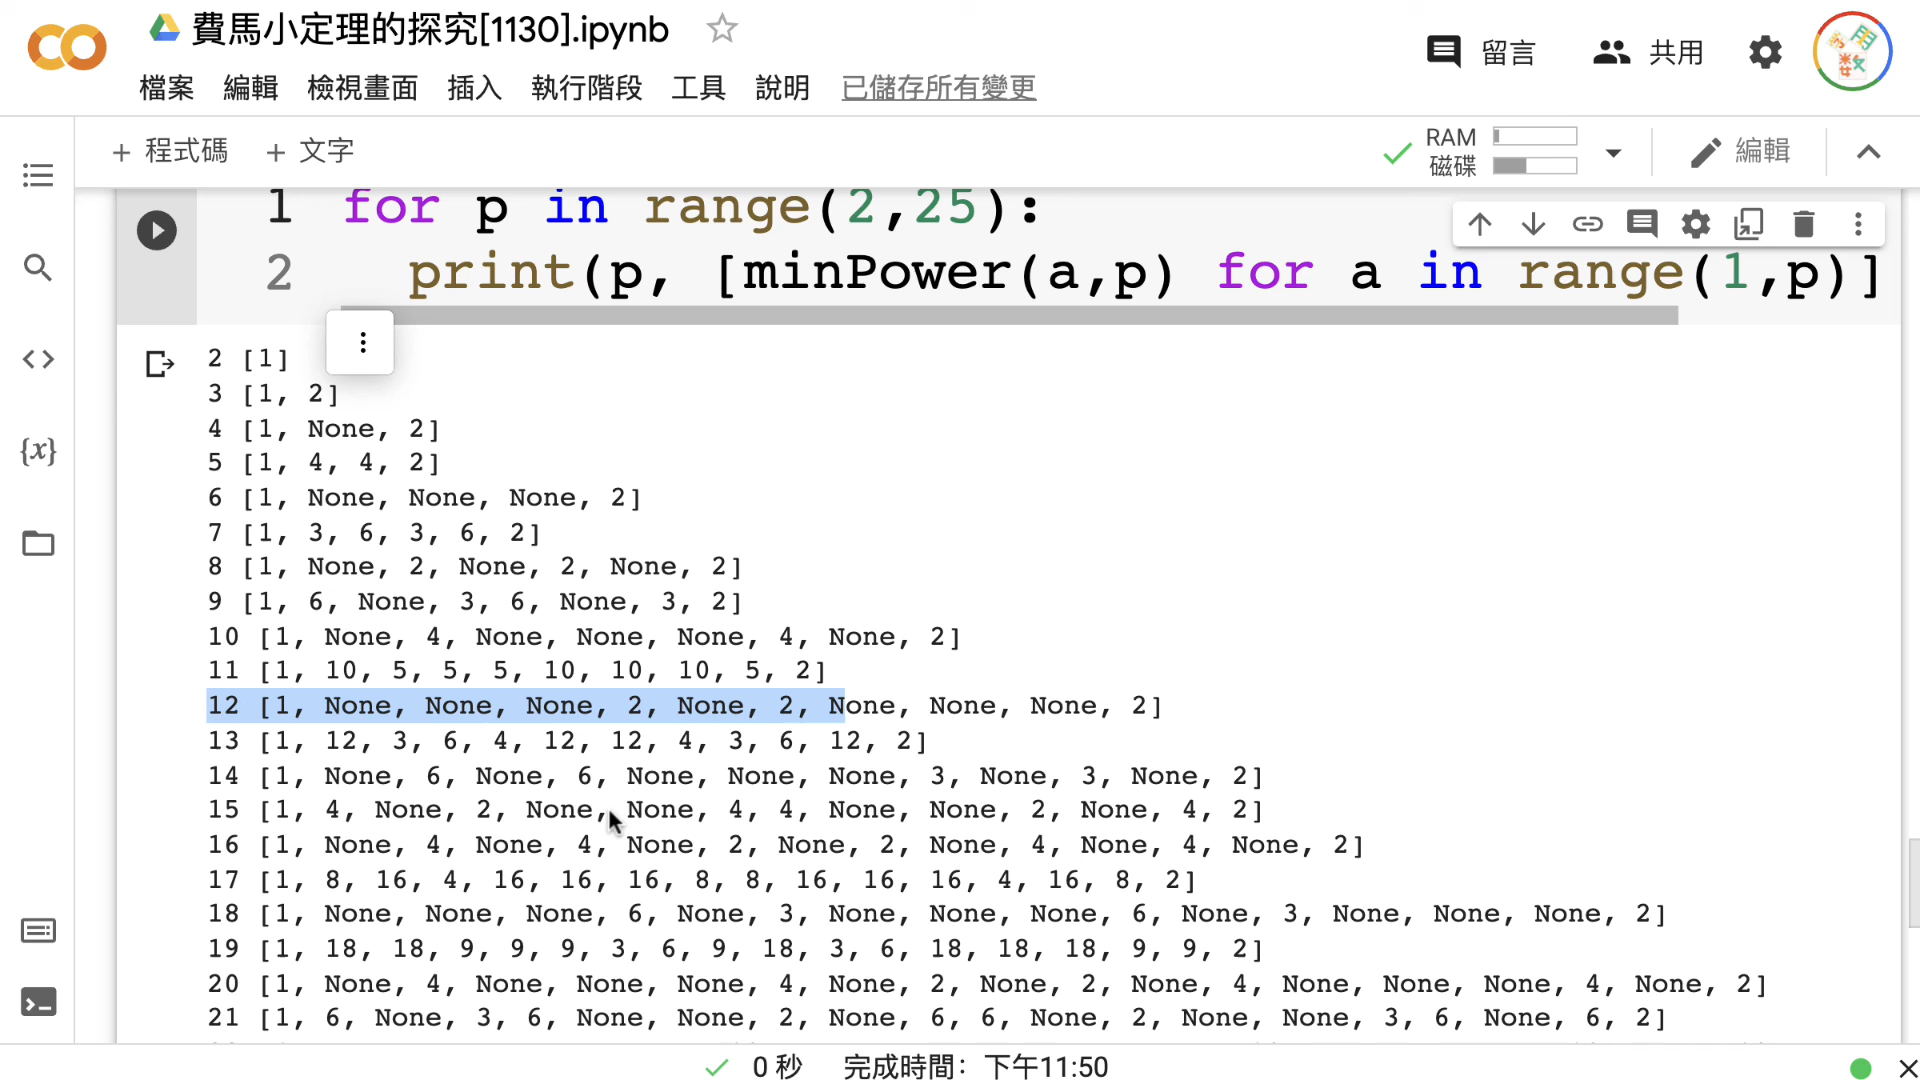 費馬小定理的探究[1130].ipynb
留言
共用
檔案 編輯 檢視畫面 插入 執行階段 工具 說明 已儲存所有變更
+ 程式碼 + 文字
RAM
磁碟
編輯
1 for p in range(2,25):
2 print(p, [minPower(a,p) for a in range(1,p)]
{x}
2 [1]
3 [1, 2]
4 [1, None, 2]
5 [1, 4, 4, 2]
6 [1, None, None, None, 2]
7 [1, 3, 6, 3, 6, 2]
8 [1, None, 2, None, 2, None, 2]
9 [1, 6, None, 3, 6, None, 3, 2]
10 [1, None, 4, None, None, None, 4, None, 2]
11 [1, 10, 5, 5, 5, 10, 10, 10, 5, 2]
12 [1, None, None, None, 2, None, 2, None, None, None, 2]
13 [1, 12, 3, 6, 4, 12, 12, 4, 3, 6, 12, 2]
14 [1, None, 6, None, 6, None, None, None, 3, None, 3, None, 2]
15 [1, 4, None, 2, None, None, 4, 4, None, None, 2, None, 4, 2]
16 [1, None, 4, None, 4, None, 2, None, 2, None, 4, None, 4, None, 2]
17 [1, 8, 16, 4, 16, 16, 16, 8, 8, 16, 16, 16, 4, 16, 8, 2]
18 [1, None, None, None, 6, None, 3, None, None, None, 6, None, 3, None, None, None, 2]
19 [1, 18, 18, 9, 9, 9, 3, 6, 9, 18, 3, 6, 18, 18, 18, 9, 9, 2]
20 [1, None, 4, None, None, None, 4, None, 2, None, 2, None, 4, None, None, None, 4, None, 2]
21 [1, 6, None, 3, 6, None, None, 2, None, 6, 6, None, 2, None, None, 3, 6, None, 6, 2]
0 秒 完成時間: 下午11:50